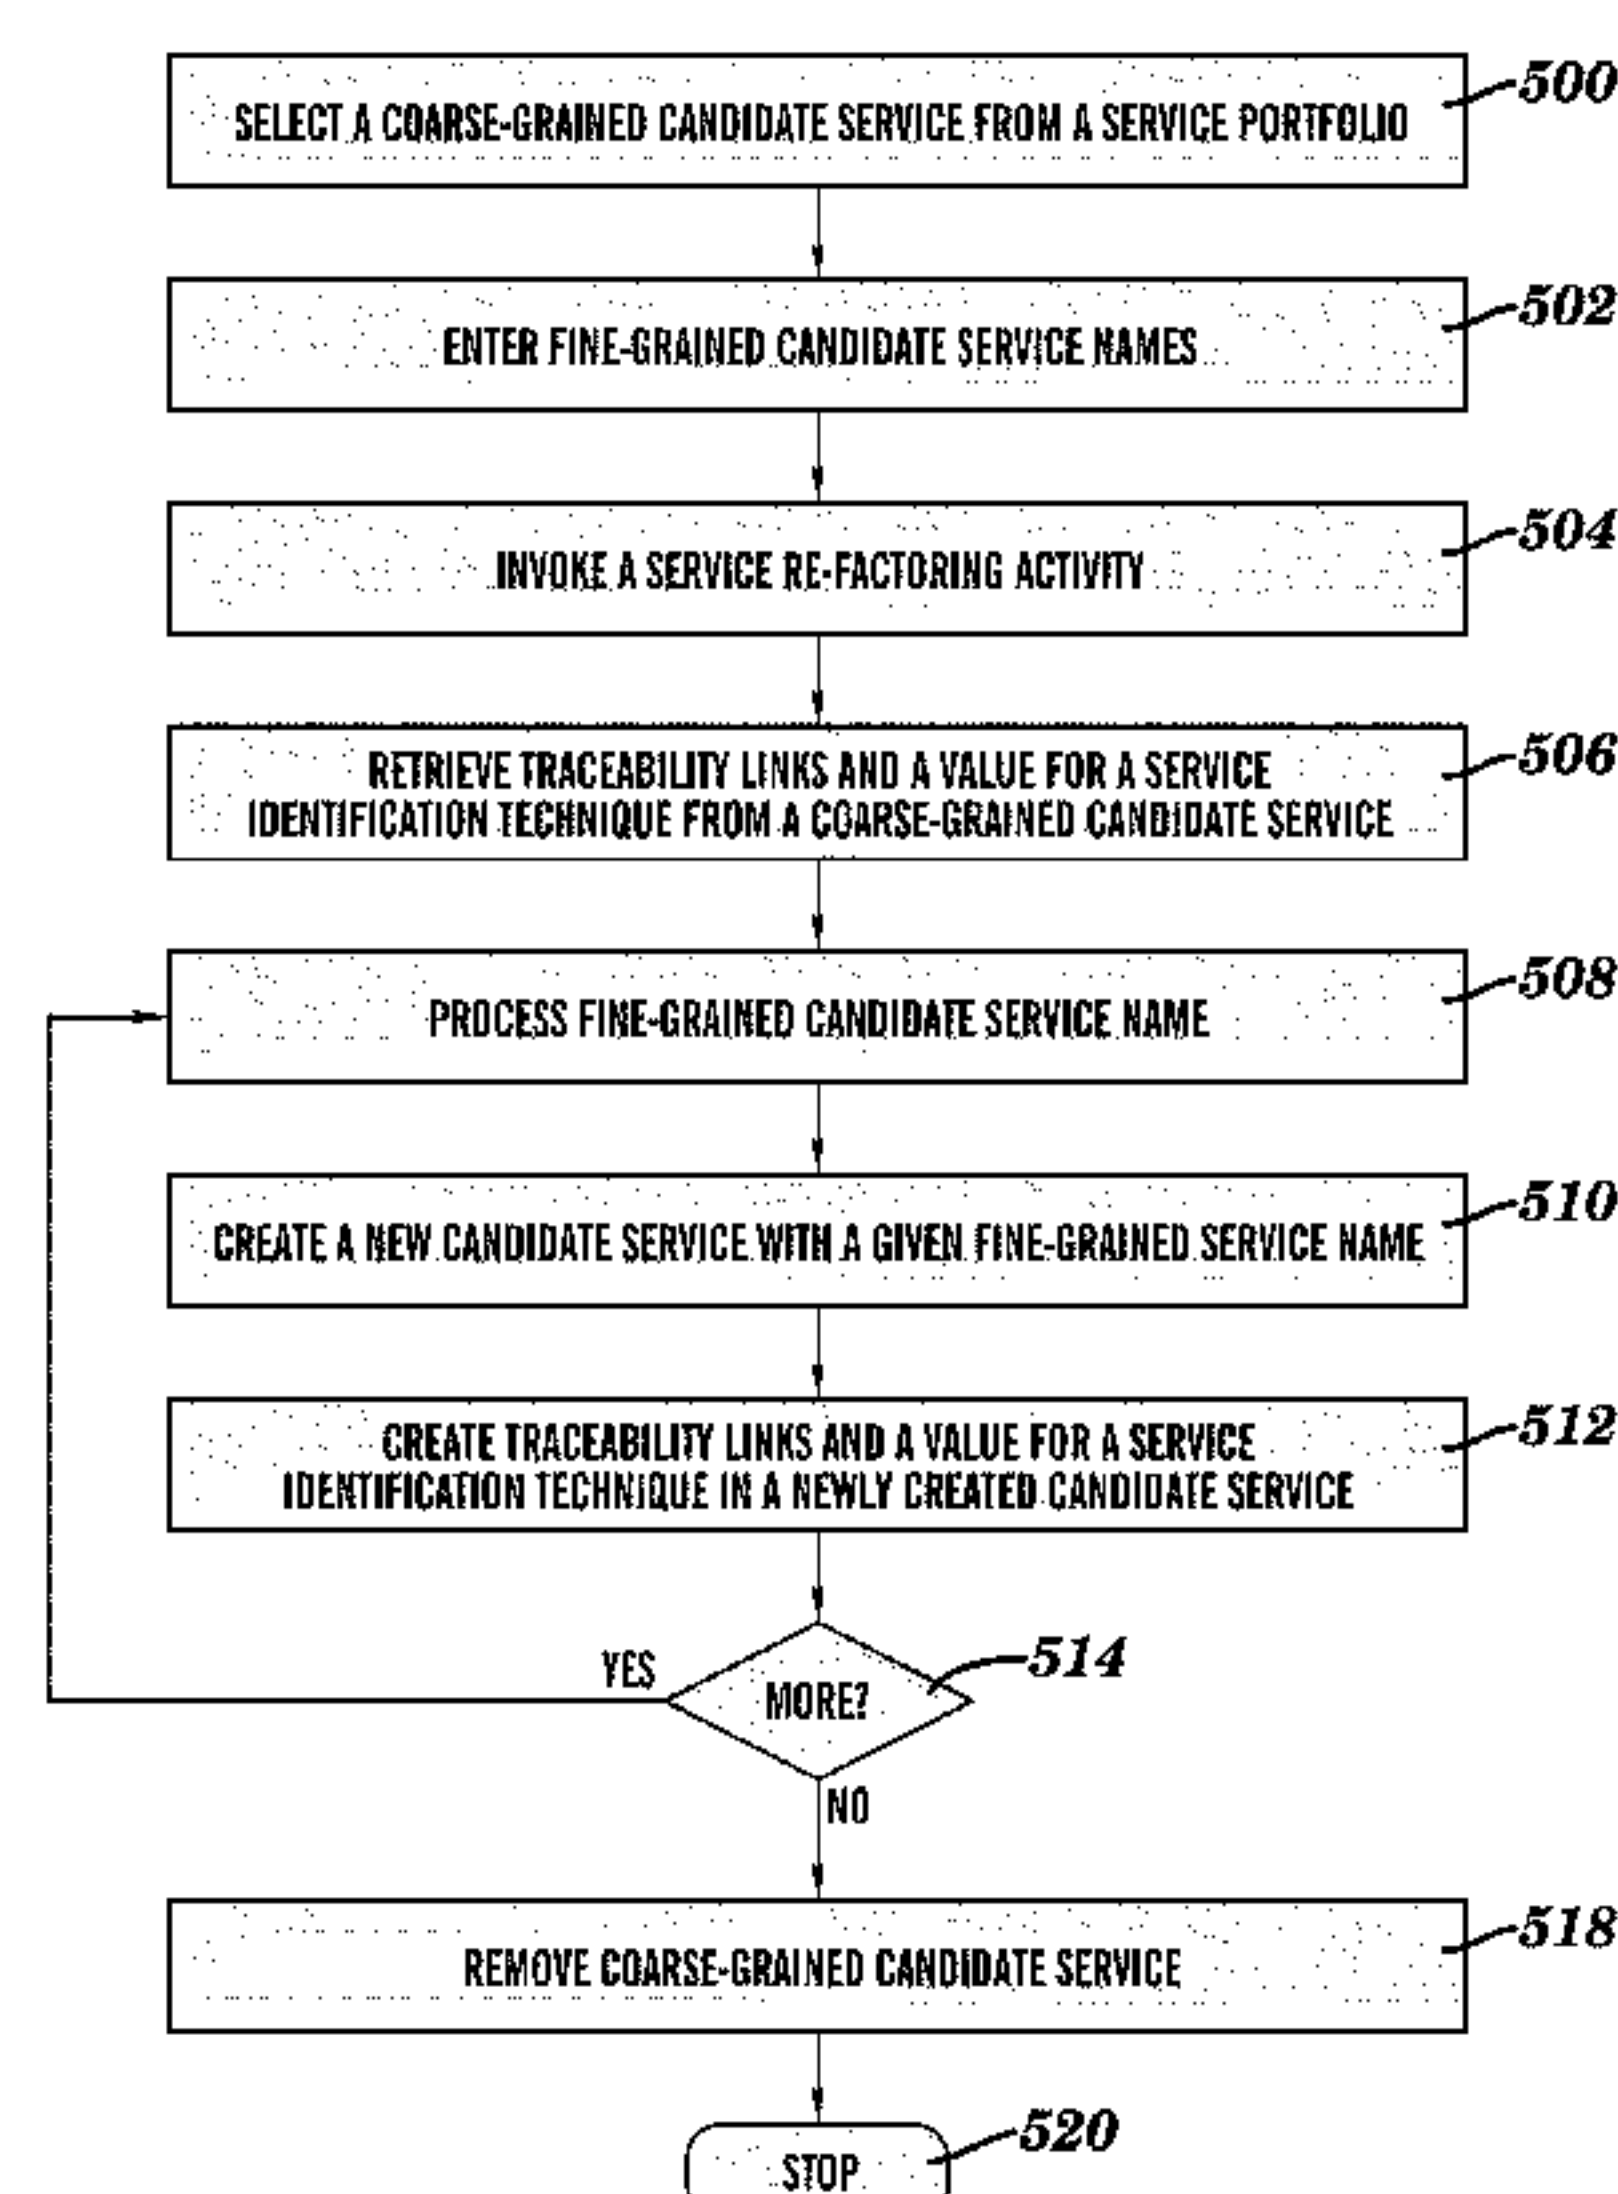 500
SELECT A COARSE-GRAINED CANDIDATE SERVICE FROM A SERVICE PORTFOLIO
502
ENTER FINE-GRAINED CANDIDATE SERVICE NAMES
504
INVOKE A SERVICE RE-FACTORING ACTIVITY
506
RETRIEVE TRACEABILITY LINKS AND A VALUE FOR A SERVICE
IDENTIFICATION TECHNIQUE FROM A COARSE-GRAINED CANDIDATE SERVICE
508
PROCESS FINE-GRAINED CANDIDATE SERVICE NAME
510
CREATE A NEW CANDIDATE SERVICE WITH A GIVEN FINE-GRAINED SERVICE NAME
512
CREATE TRACEABILITY LINKS AND A VALUE FOR A SERVICE
IDENTIFICATION TECHNIQUE IN A NEWLY CREATED CANDIDATE SERVICE
514
YES
MORE?
NO
518
REMOVE COARSE-GRAINED CANDIDATE SERVICE
520
STOP